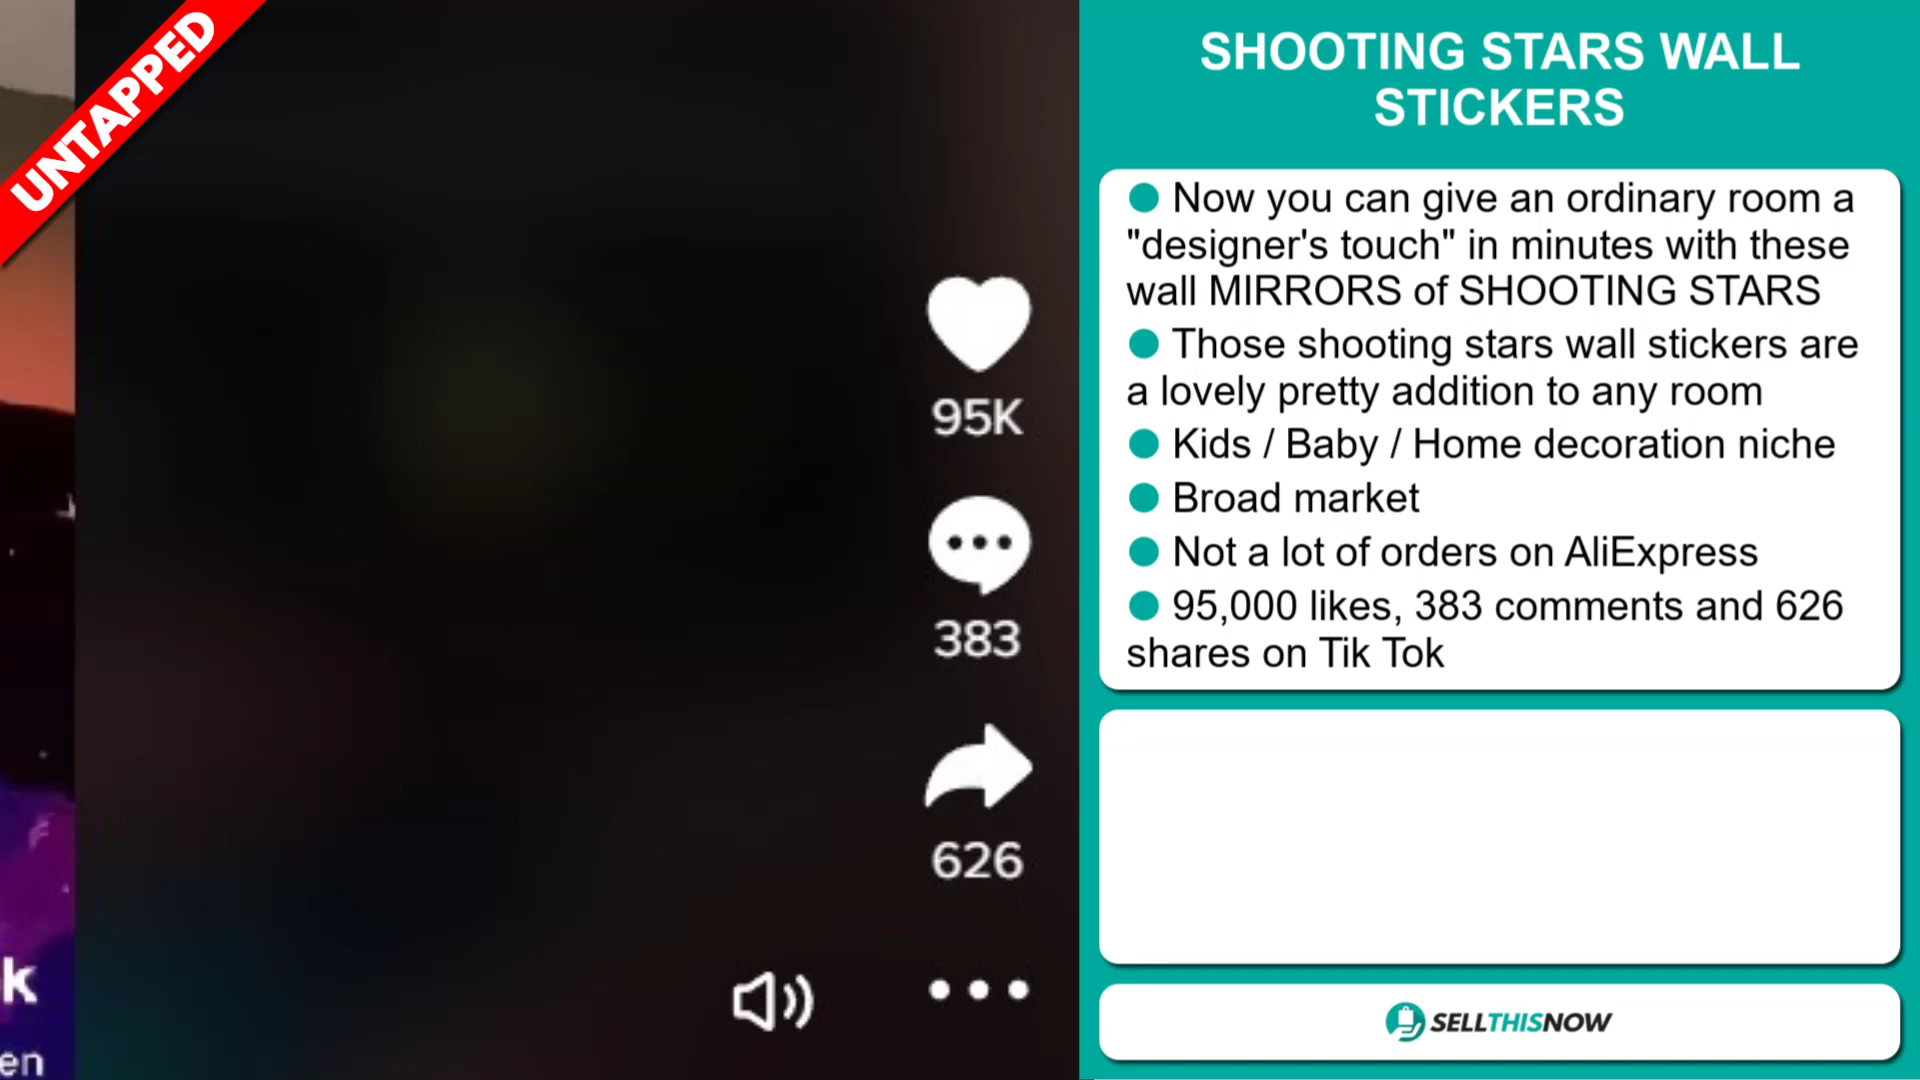 UNTAPPED
95K
383
626
k
en
SHOOTING STARS WALL
STICKERS
● Now you can give an ordinary room a
"designer's touch" in minutes with these
wall MIRRORS of SHOOTING STARS
● Those shooting stars wall stickers are
a lovely pretty addition to any room
● Kids / Baby / Home decoration niche
● Broad market
● Not a lot of orders on AliExpress
● 95,000 likes, 383 comments and 626
shares on Tik Tok
SELLTHISNOW